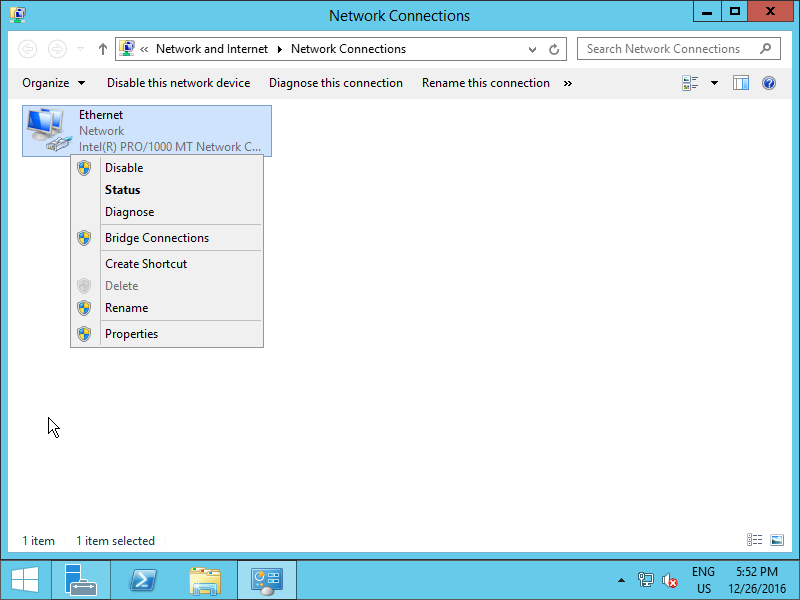 Network Connections
« Network and Internet Network Connections
Search Network Connections
Organize Disable this network device Diagnose this connection Rename this connection »
Ethernet
Network
Intel(R) PRO/1000 MT Network C...
Disable
Status
Diagnose
Bridge Connections
Create Shortcut
Delete
Rename
Properties
1 item 1 item selected
ENG
US
5:52 PM
12/26/2016